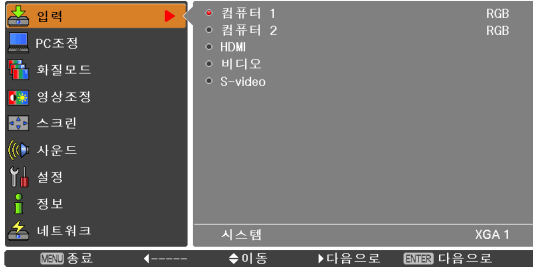 입력
PC조정
화질모드
영상조정
스크린
사운드
설정
정보
네트워크
컴퓨터 1 RGB
컴퓨터 2 RGB
HDMI
비디오
S-video
시스템 XGA 1
MENU 종료 ◀----- ◆이동 ▶다음으로 ENTER 다음으로